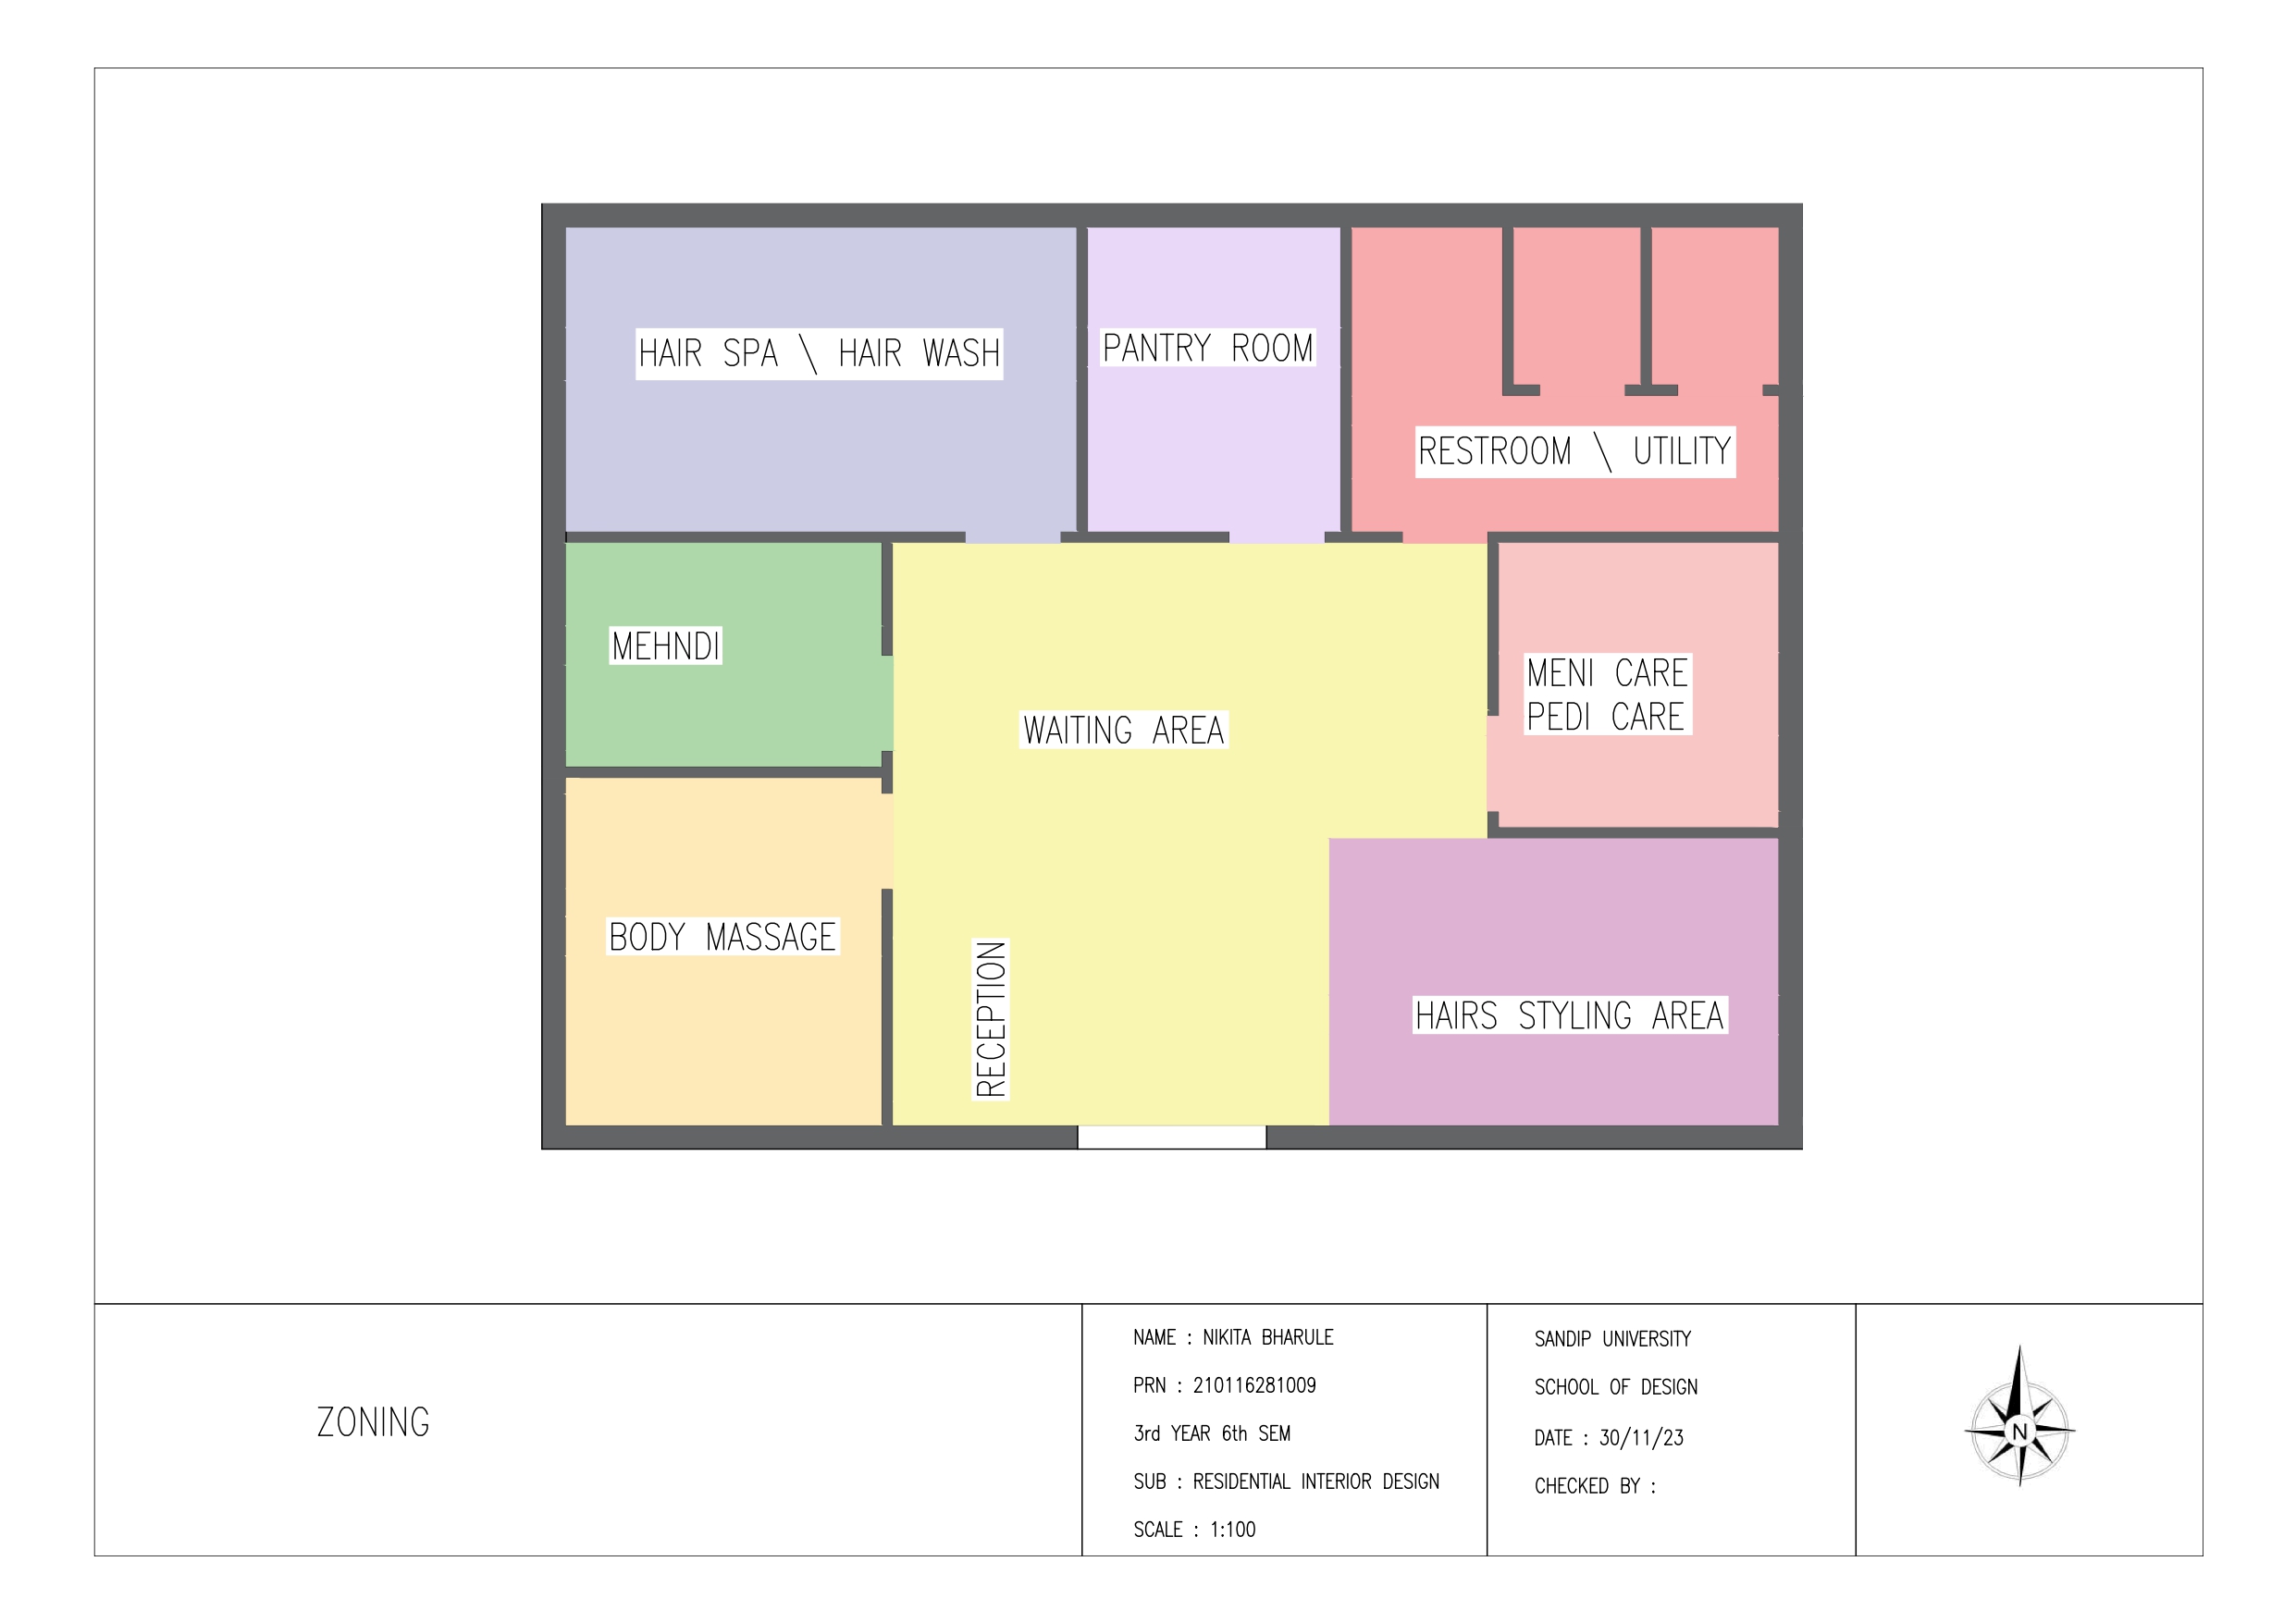 HAIR SPA \ HAIR WASH
PANTRY ROOM
RESTROOM \ UTILITY
MEHNDI
WAITING AREA
MENI CARE
PEDI CARE
BODY MASSAGE
RECEPTION
HAIRS STYLING AREA
ZONING
NAME : NIKITA BHARULE
PRN : 210116281009
3rd YEAR 6th SEM
SUB : RESIDENTIAL INTERIOR DESIGN
SCALE : 1:100
SANDIP UNIVERSITY
SCHOOL OF DESIGN
DATE : 30/11/23
CHECKED BY :
N